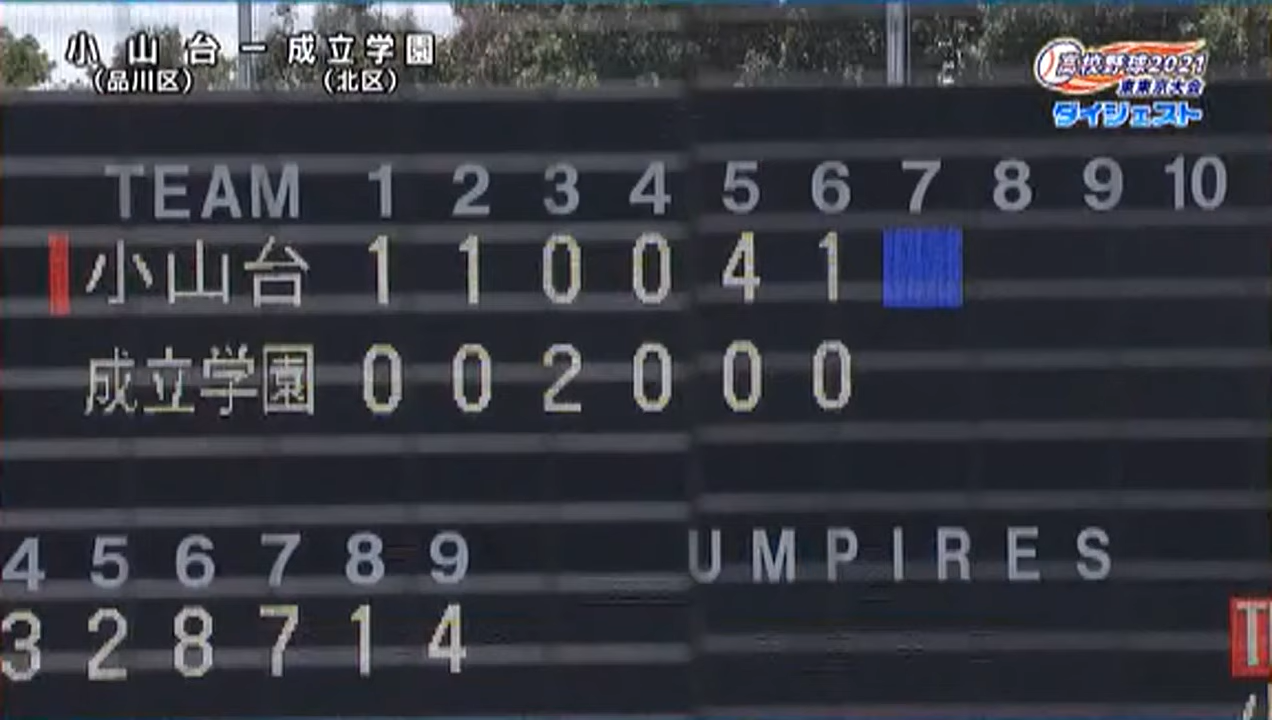 小山台ー成立学園
(品川区) (北区)
高校野球2021
東東京大会
ダイジェスト
TEAM 1 2 3 4 5 6 7 8 9 10
小山台 1 1 0 0 4 1
成立学園 0 0 2 0 0 0
4 5 6 7 8 9 UMPIRES
3 2 8 7 1 4